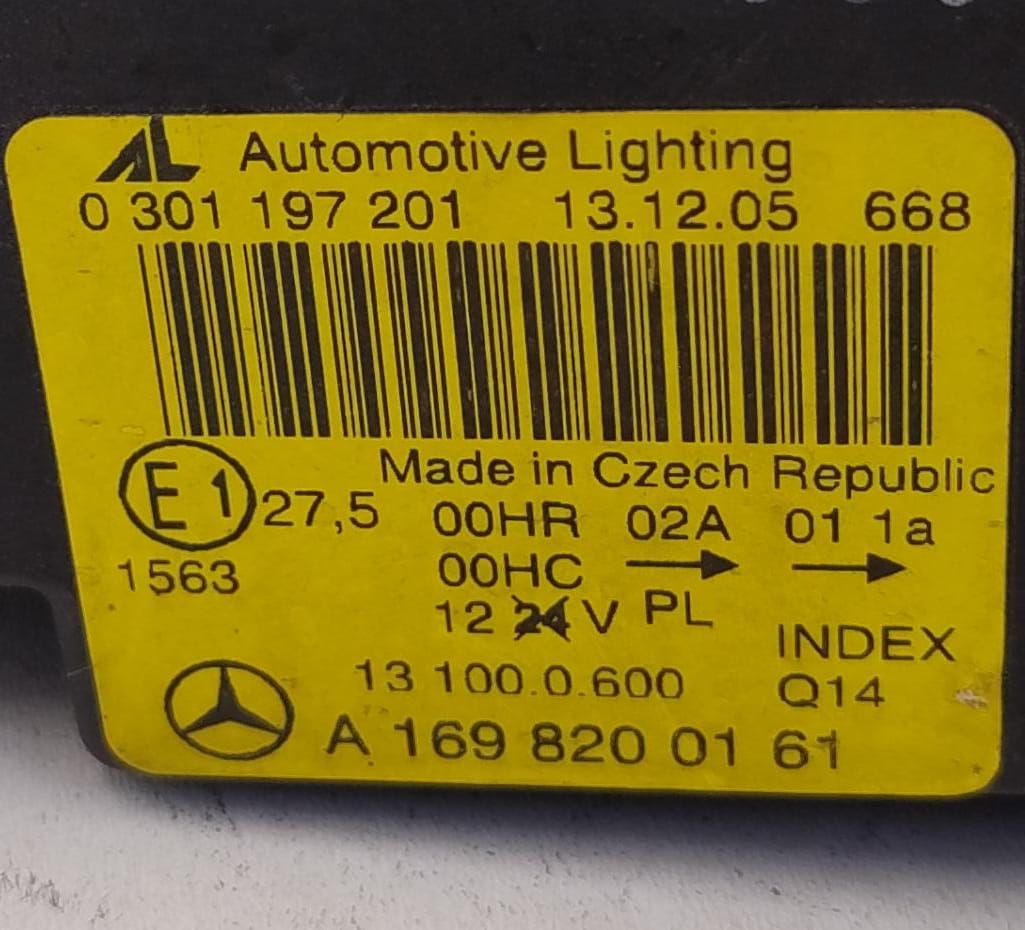 AL Automotive Lighting
0 301 197 201 13.12.05 668
Made in Czech Republic
E1 27,5 00HR 02A 01 1a
1563 00HC → →
12 24 V PL
INDEX
13 100.0.600 Q14
A 169 820 01 61